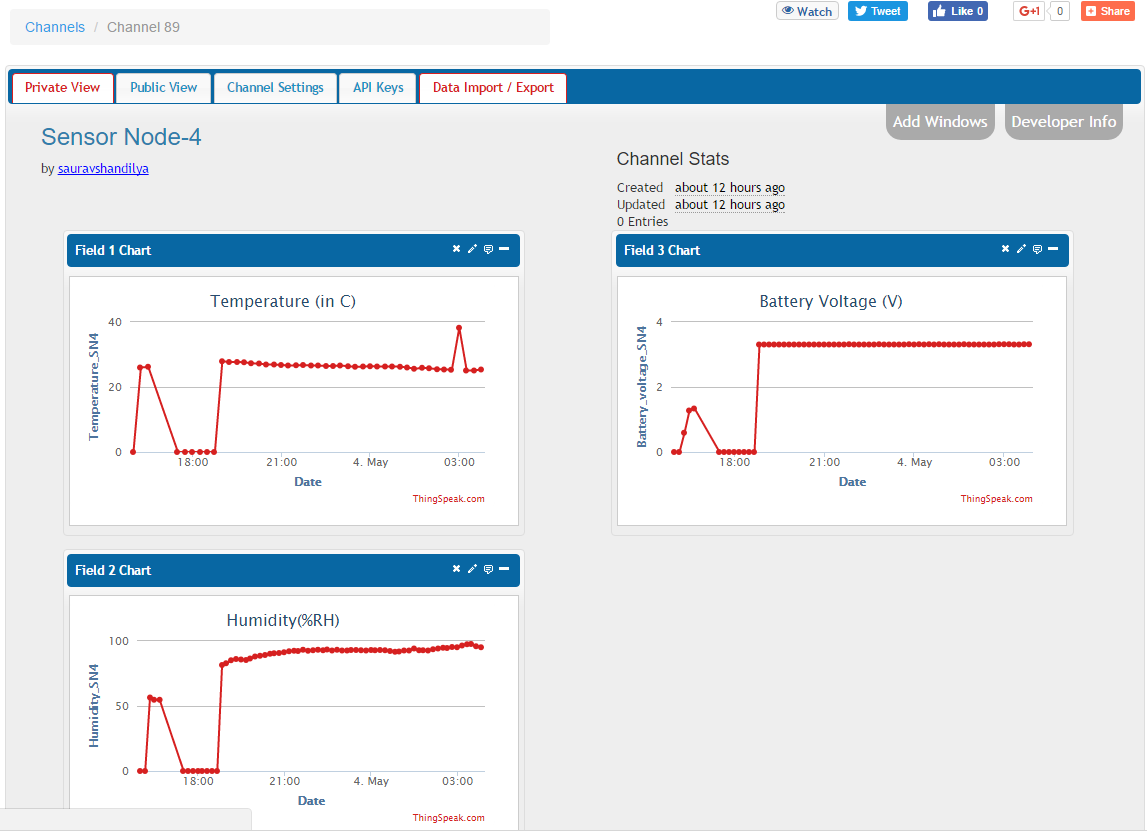 Channels / Channel 89
Watch
Tweet
Like 0
G+1 0
Share
Private View
Public View
Channel Settings
API Keys
Data Import / Export
Add Windows
Developer Info
Sensor Node-4
by sauravshandilya
Channel Stats
Created about 12 hours ago
Updated about 12 hours ago
0 Entries
Field 1 Chart
Temperature (in C)
Temperature_SN4
40
20
0
18:00 21:00 4. May 03:00
Date
ThingSpeak.com
Field 3 Chart
Battery Voltage (V)
Battery_voltage_SN4
4
2
0
18:00 21:00 4. May 03:00
Date
ThingSpeak.com
Field 2 Chart
Humidity(%RH)
Humidity_SN4
100
50
0
18:00 21:00 4. May 03:00
Date
ThingSpeak.com